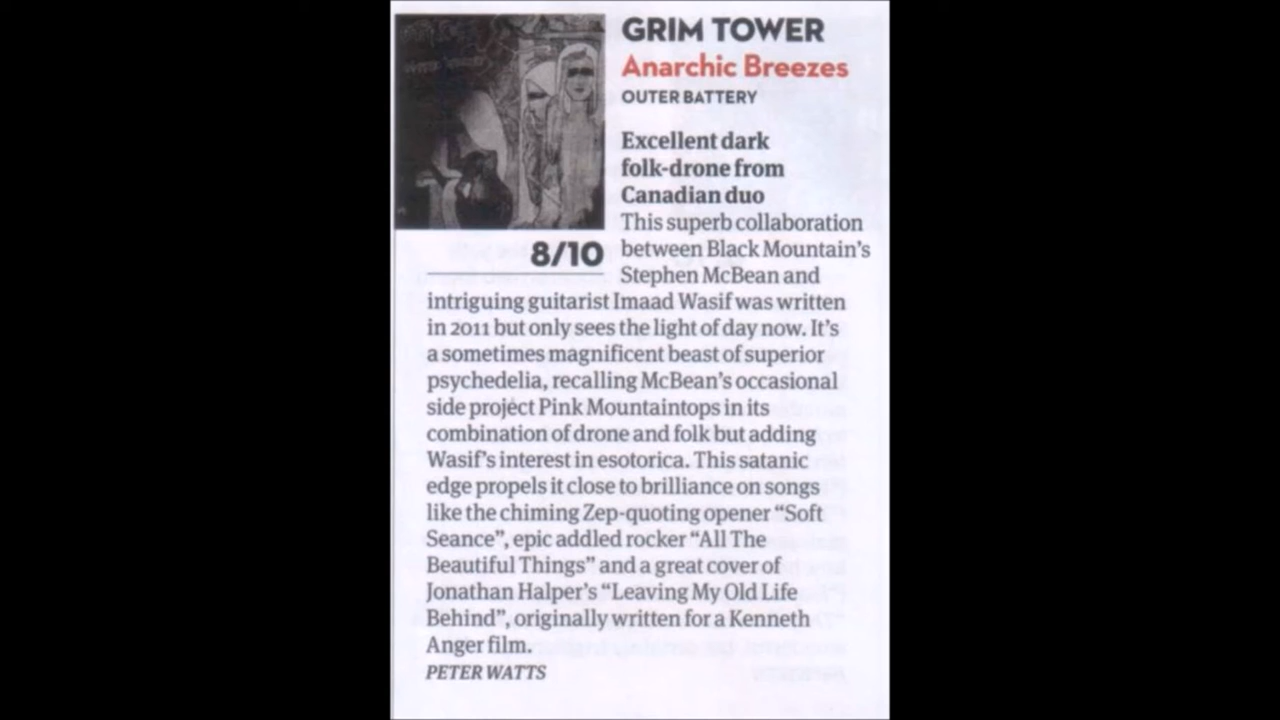 GRIM TOWER
Anarchic Breezes
OUTER BATTERY
Excellent dark
folk-drone from
Canadian duo
This superb collaboration
8/10 between Black Mountain's
Stephen McBean and
intriguing guitarist Imaad Wasif was written
in 2011 but only sees the light of day now. It's
a sometimes magnificent beast of superior
psychedelia, recalling McBean's occasional
side project Pink Mountaintops in its
combination of drone and folk but adding
Wasif's interest in esotorica. This satanic
edge propels it close to brilliance on songs
like the chiming Zep-quoting opener “Soft
Seance”, epic addled rocker “All The
Beautiful Things” and a great cover of
Jonathan Halper's “Leaving My Old Life
Behind”, originally written for a Kenneth
Anger film.
PETER WATTS